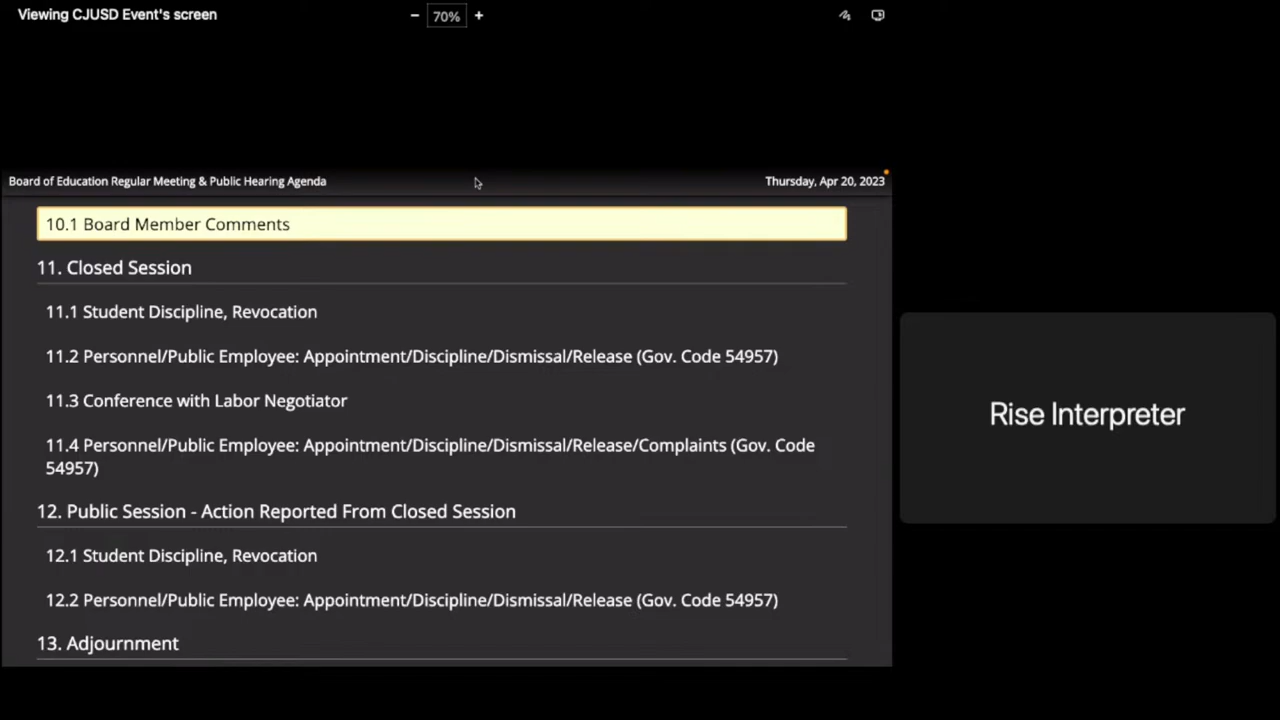 Viewing CJUSD Event's screen
− 70% +
Board of Education Regular Meeting & Public Hearing Agenda
Thursday, Apr 20, 2023
10.1 Board Member Comments
11. Closed Session
11.1 Student Discipline, Revocation
11.2 Personnel/Public Employee: Appointment/Discipline/Dismissal/Release (Gov. Code 54957)
11.3 Conference with Labor Negotiator
11.4 Personnel/Public Employee: Appointment/Discipline/Dismissal/Release/Complaints (Gov. Code
54957)
12. Public Session - Action Reported From Closed Session
12.1 Student Discipline, Revocation
12.2 Personnel/Public Employee: Appointment/Discipline/Dismissal/Release (Gov. Code 54957)
13. Adjournment
Rise Interpreter